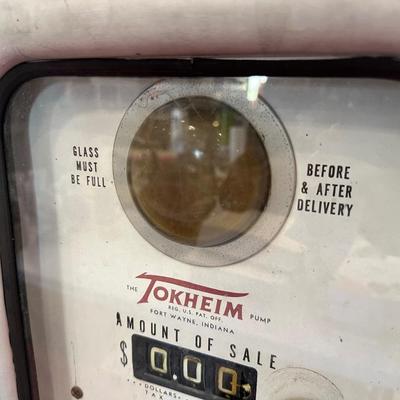 GLASS
MUST
BE FULL
BEFORE
& AFTER
DELIVERY
THE TOKHEIM PUMP
REG. U.S. PAT. OFF.
FORT WAYNE, INDIANA
AMOUNT OF SALE
$ 0.00
DOLLARS
TAX